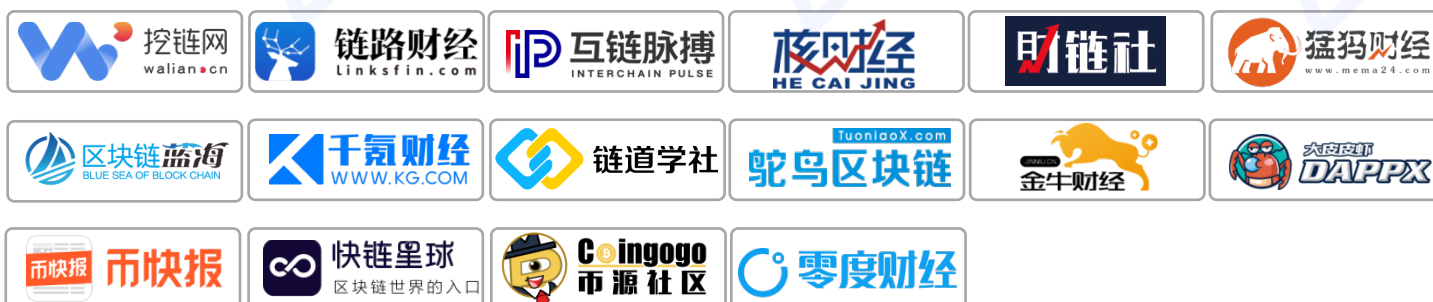 挖链网
walian.cn
链路财经
Linksfin.com
互链脉搏
INTERCHAIN PULSE
核财经
HE CAI JING
财链社
猛犸财经
www.mema24.com
区块链蓝海
BLUE SEA OF BLOCK CHAIN
千氪财经
WWW.KG.COM
链道学社
TuoniaoX.com
鸵鸟区块链
JINNIU.CN
金牛财经
大皮皮虾
DAPPX
币快报
币快报
快链星球
区块链世界的入口
Coingogo
币源社区
零度财经